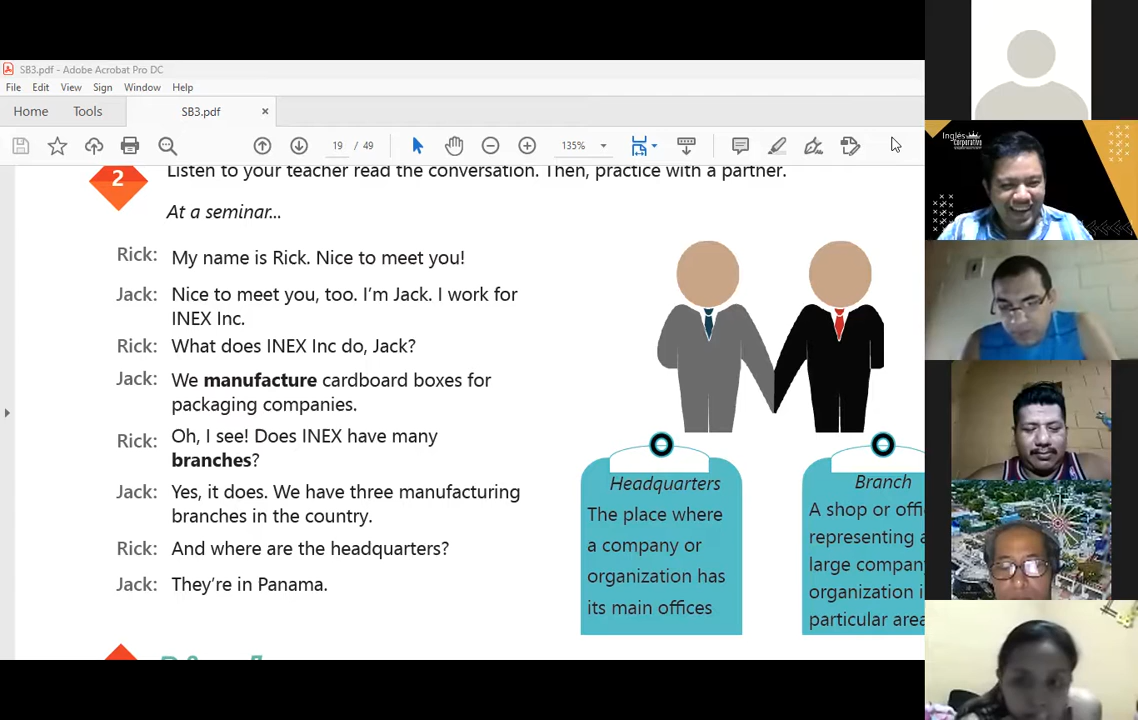 SB3.pdf - Adobe Acrobat Pro DC
File Edit View Sign Window Help
Home Tools SB3.pdf ×
19 / 49 135%
2
Listen to your teacher read the conversation. Then, practice with a partner.
At a seminar...
Rick: My name is Rick. Nice to meet you!
Jack: Nice to meet you, too. I'm Jack. I work for
INEX Inc.
Rick: What does INEX Inc do, Jack?
Jack: We manufacture cardboard boxes for
packaging companies.
Rick: Oh, I see! Does INEX have many
branches?
Jack: Yes, it does. We have three manufacturing
branches in the country.
Rick: And where are the headquarters?
Jack: They're in Panama.
Headquarters
The place where
a company or
organization has
its main offices
Branch
A shop or offi
representing a
large company
organization i
particular area
Inglés
corporativo